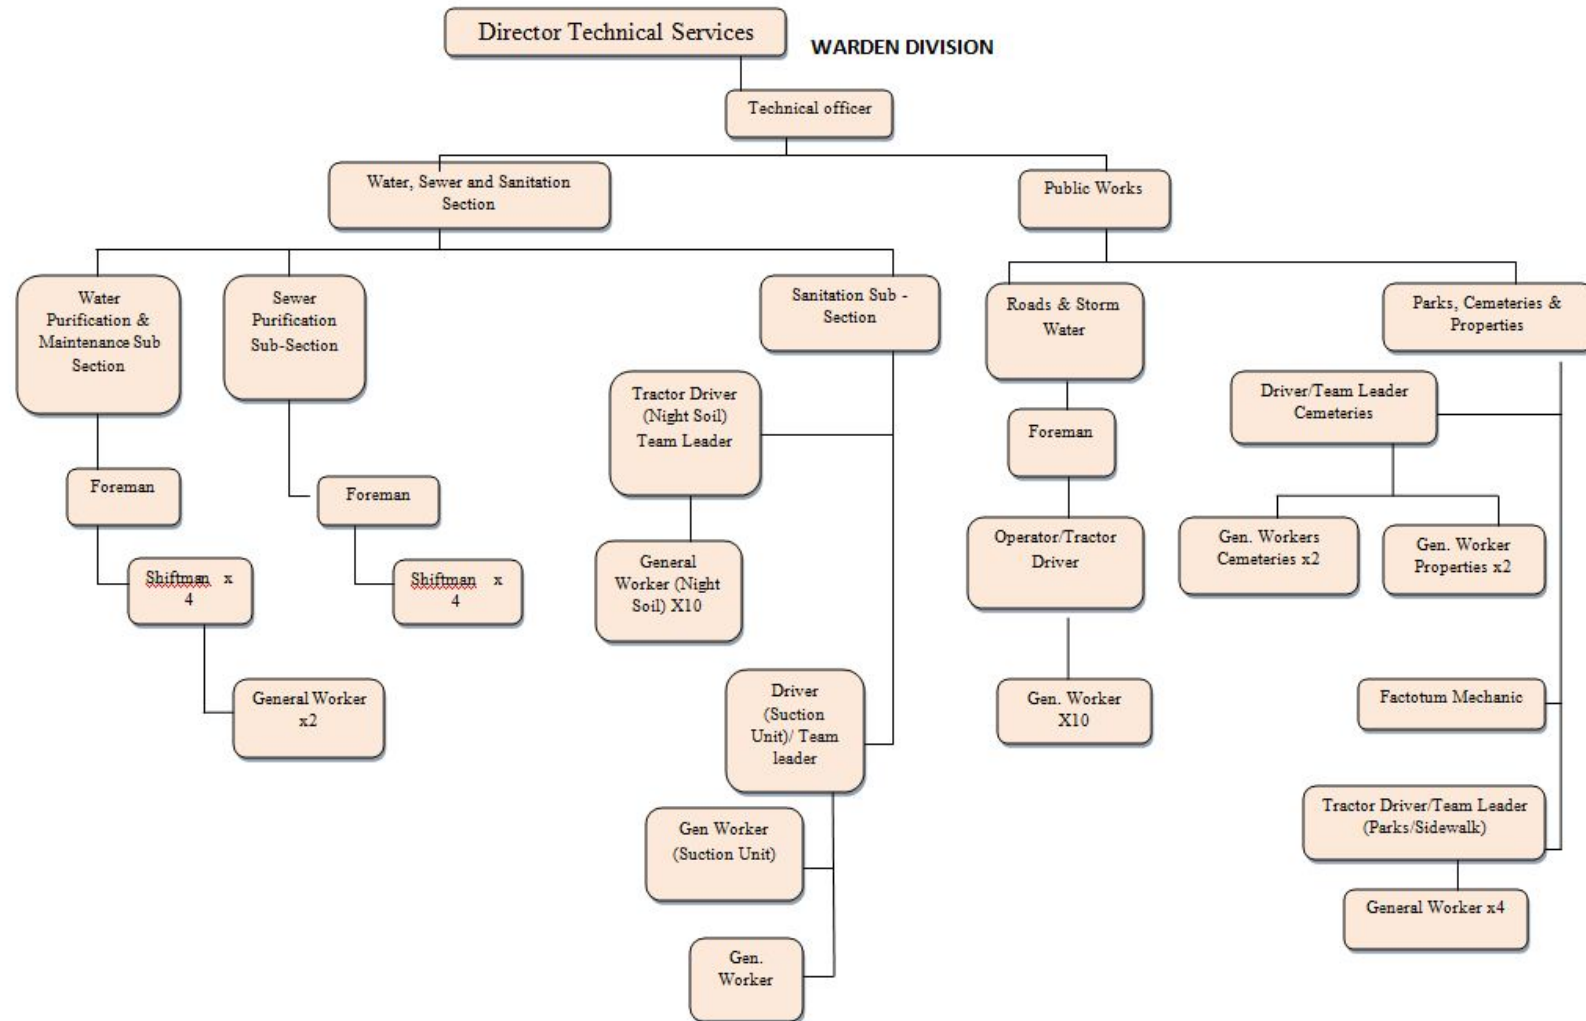 Director Technical Services
WARDEN DIVISION
Technical officer
Water, Sewer and Sanitation
Section
Public Works
Water
Purification &
Maintenance Sub
Section
Sewer
Purification
Sub-Section
Sanitation Sub -
Section
Roads & Storm
Water
Parks, Cemeteries &
Properties
Tractor Driver
(Night Soil)
Team Leader
Driver/Team Leader
Cemeteries
Foreman
Foreman
Foreman
Operator/Tractor
Driver
Gen. Workers
Cemeteries x2
Gen. Worker
Properties x2
General
Worker (Night
Soil) X10
Shiftman x
4
Shiftman x
4
General Worker
x2
Driver
(Suction
Unit)/ Team
leader
Gen. Worker
X10
Factotum Mechanic
Tractor Driver/Team Leader
(Parks/Sidewalk)
Gen Worker
(Suction Unit)
General Worker x4
Gen.
Worker